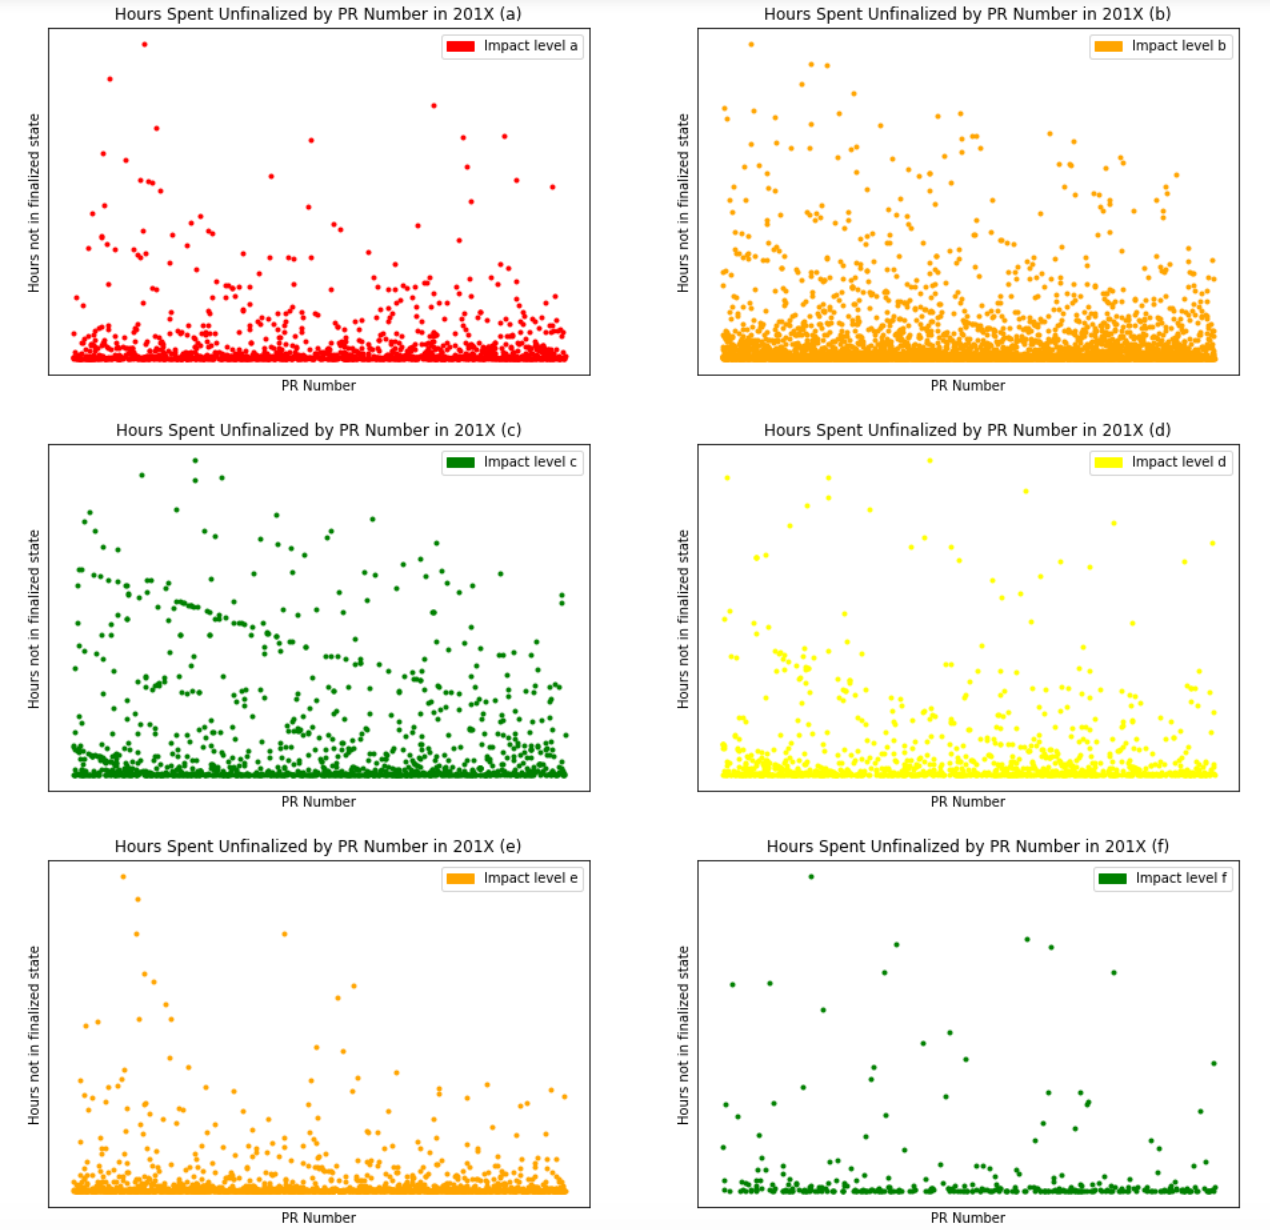 Hours Spent Unfinalized by PR Number in 201X (a)
Impact level a
Hours not in finalized state
PR Number
Hours Spent Unfinalized by PR Number in 201X (b)
Impact level b
Hours not in finalized state
PR Number
Hours Spent Unfinalized by PR Number in 201X (c)
Impact level c
Hours not in finalized state
PR Number
Hours Spent Unfinalized by PR Number in 201X (d)
Impact level d
Hours not in finalized state
PR Number
Hours Spent Unfinalized by PR Number in 201X (e)
Impact level e
Hours not in finalized state
PR Number
Hours Spent Unfinalized by PR Number in 201X (f)
Impact level f
Hours not in finalized state
PR Number